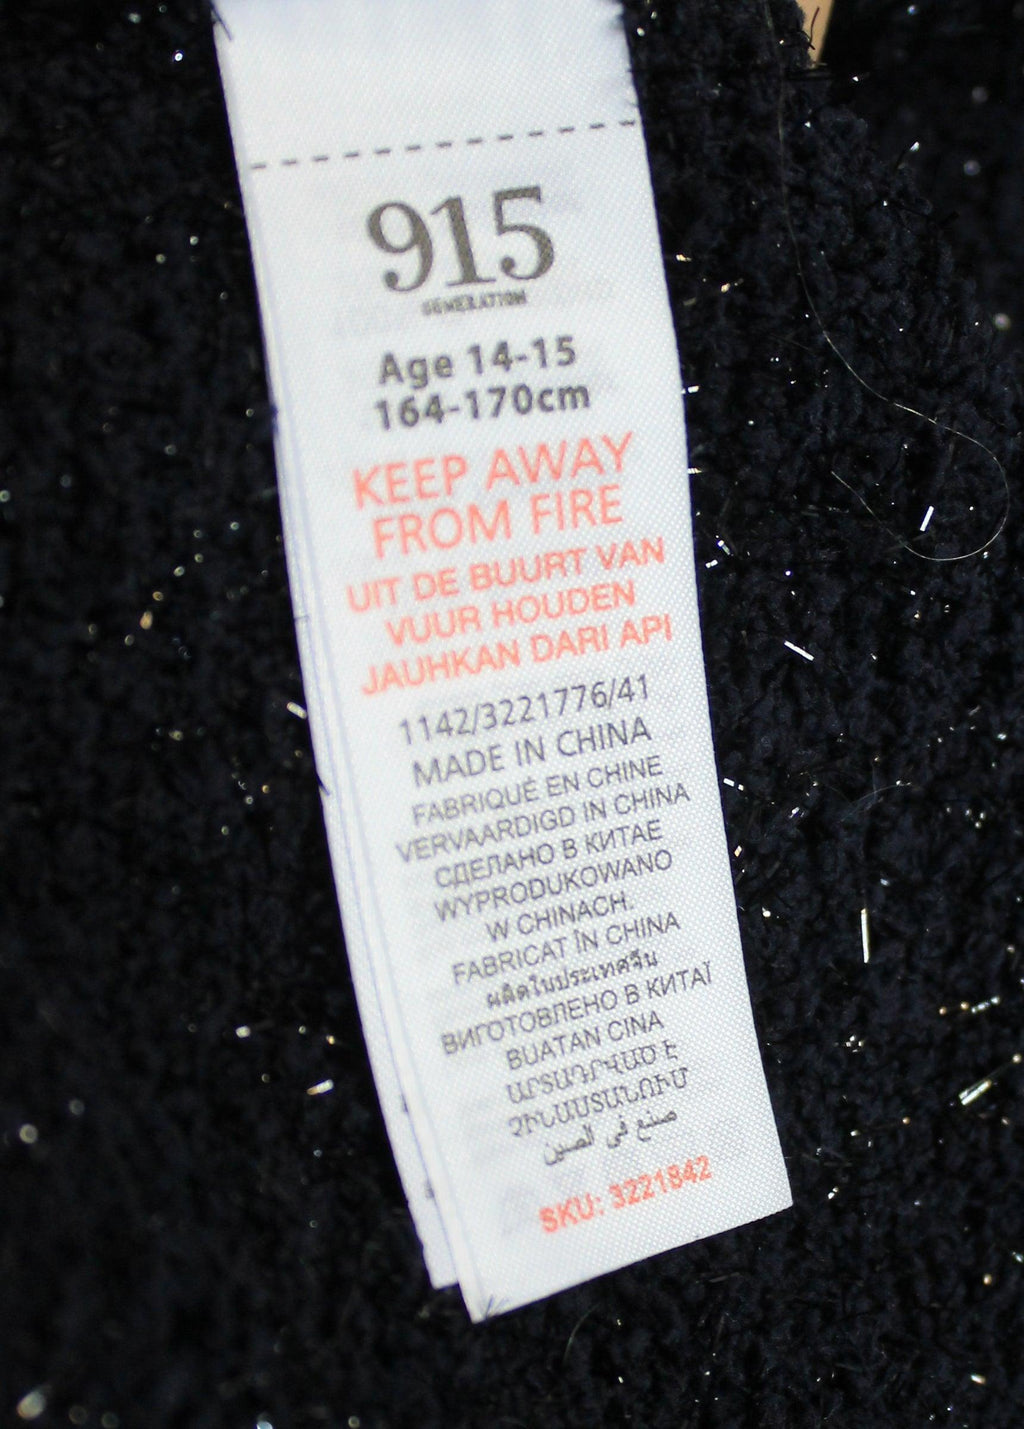 915
GENERATION
Age 14-15
164-170cm
KEEP AWAY
FROM FIRE
UIT DE BUURT VAN
VUUR HOUDEN
JAUHKAN DARI API
1142/3221776/41
MADE IN CHINA
FABRIQUÉ EN CHINE
VERVAARDIGD IN CHINA
СДЕЛАНО В КИТАЕ
WYPRODUKOWANO
W CHINACH.
FABRICAT ÎN CHINA
ผลิตในประเทศจีน
ВИГОТОВЛЕНО В КИТАЇ
BUATAN CINA
ԱՐՏԱԴՐՎԱԾ Է
ՉԻՆԱՍՏԱՆՈՒՄ
صنع في الصين
SKU: 3221842